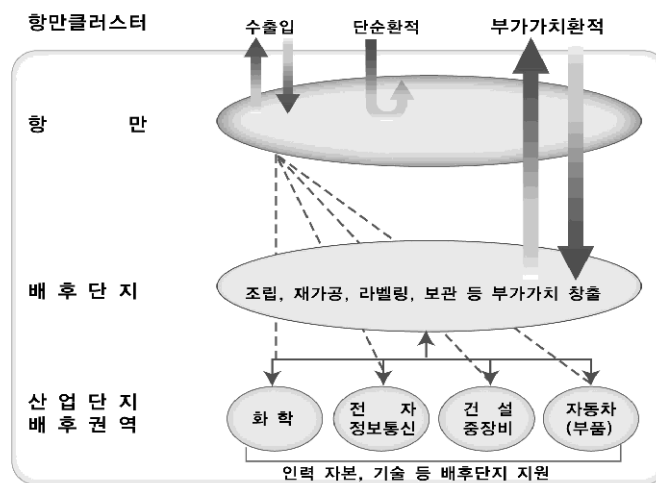 항만클러스터
수출입 단순환적 부가가치환적
항 만
배 후 단 지 조립, 재가공, 라벨링, 보관 등 부가가치 창출
산 업 단 지
배 후 권 역
화 학
전 자
정보통신
건 설
중장비
자동차
(부품)
인력 자본, 기술 등 배후단지 지원